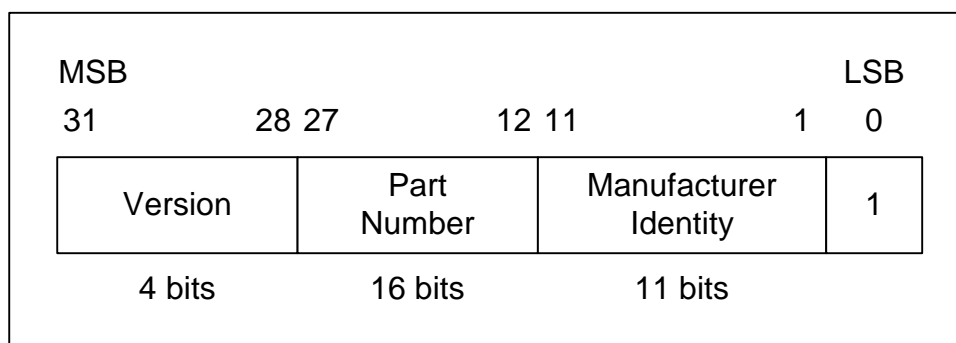 MSB LSB
31 28 27 12 11 1 0
Version Part Number Manufacturer Identity 1
4 bits 16 bits 11 bits